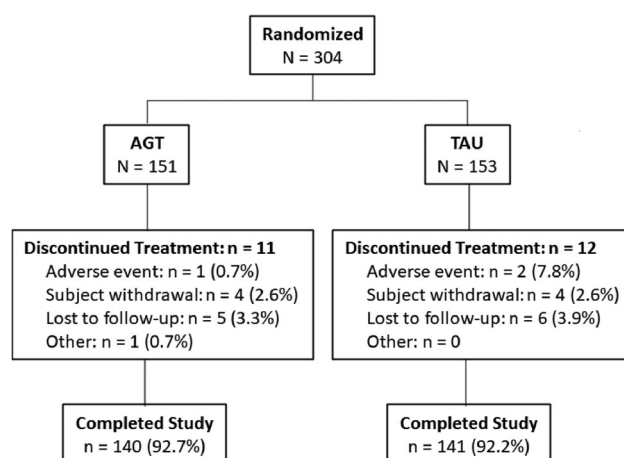 Randomized
N = 304
AGT
N = 151
TAU
N = 153
Discontinued Treatment: n = 11
Adverse event: n = 1 (0.7%)
Subject withdrawal: n = 4 (2.6%)
Lost to follow-up: n = 5 (3.3%)
Other: n = 1 (0.7%)
Discontinued Treatment: n = 12
Adverse event: n = 2 (7.8%)
Subject withdrawal: n = 4 (2.6%)
Lost to follow-up: n = 6 (3.9%)
Other: n = 0
Completed Study
n = 140 (92.7%)
Completed Study
n = 141 (92.2%)